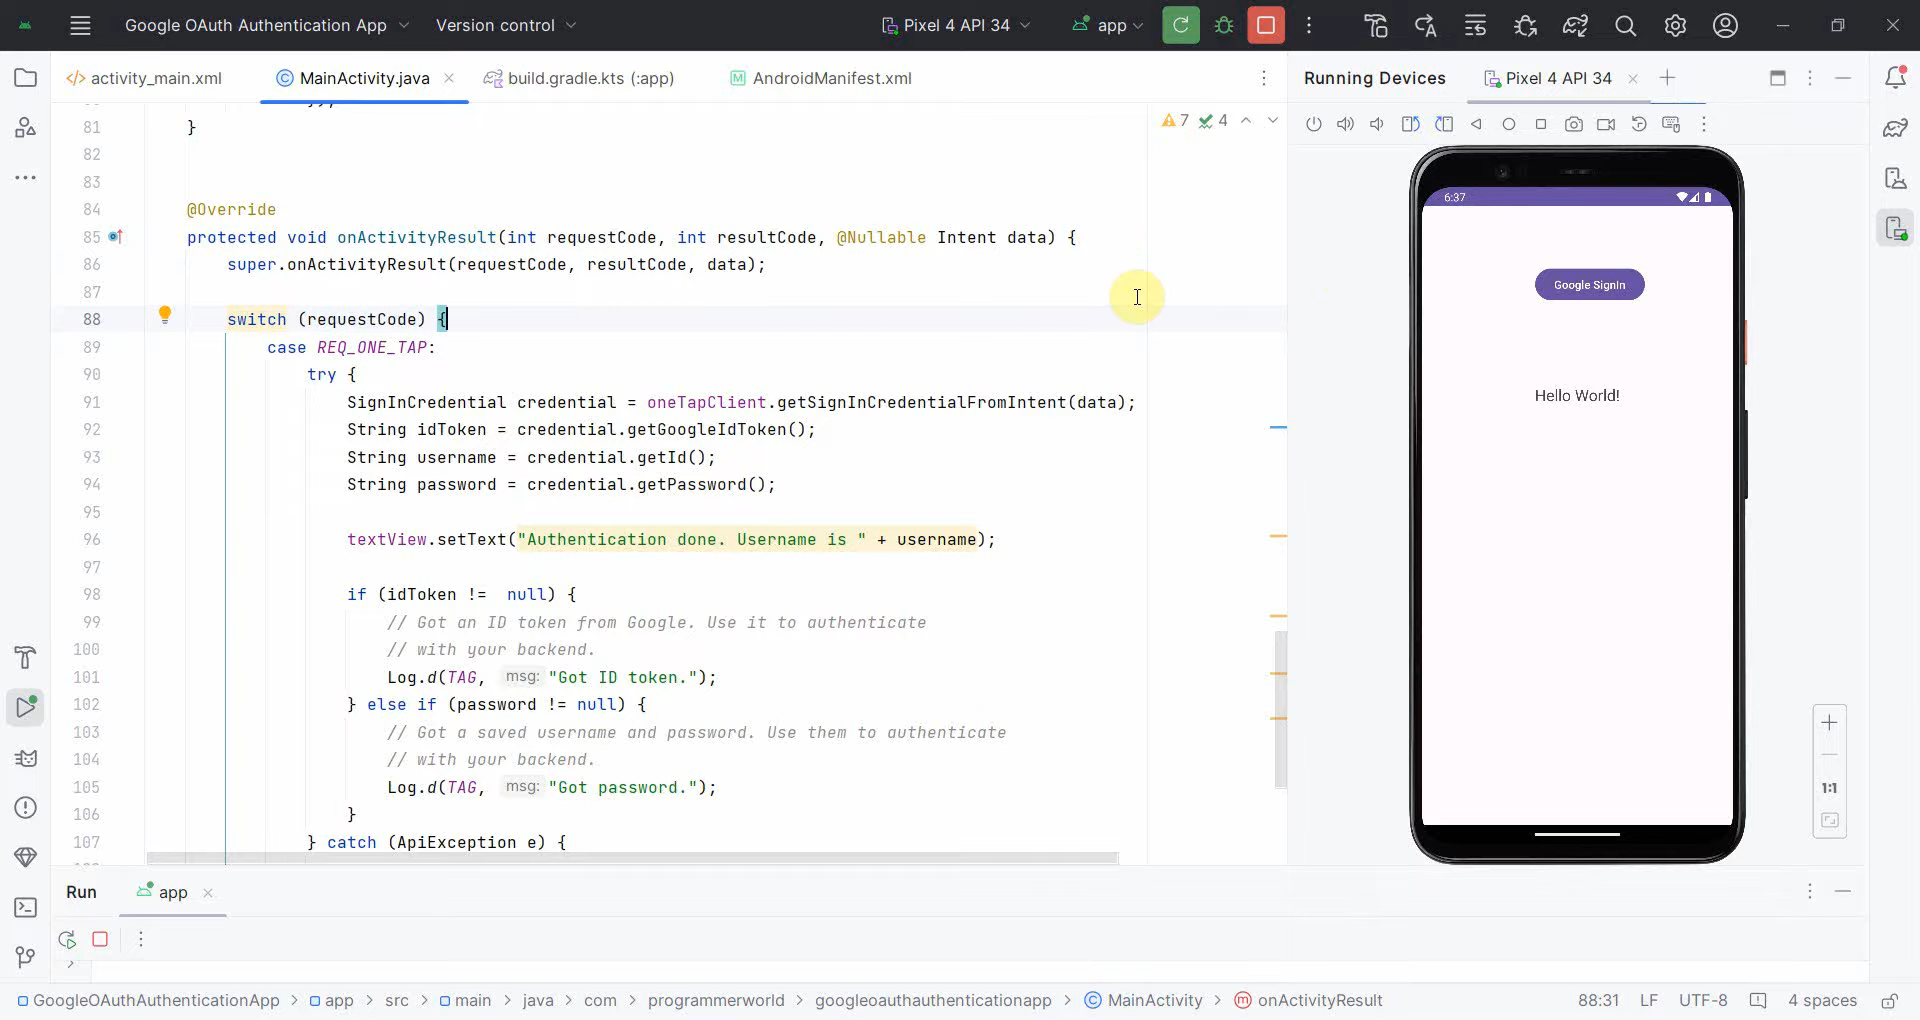 Google OAuth Authentication App
Version control
Pixel 4 API 34
app
activity_main.xml
MainActivity.java
build.gradle.kts (:app)
AndroidManifest.xml
Running Devices
Pixel 4 API 34
7
4
81 }
82
83
84 @Override
85 protected void onActivityResult(int requestCode, int resultCode, @Nullable Intent data) {
86 super.onActivityResult(requestCode, resultCode, data);
87
88 switch (requestCode) {
89 case REQ_ONE_TAP:
90 try {
91 SignInCredential credential = oneTapClient.getSignInCredentialFromIntent(data);
92 String idToken = credential.getGoogleIdToken();
93 String username = credential.getId();
94 String password = credential.getPassword();
95
96 textView.setText("Authentication done. Username is " + username);
97
98 if (idToken !=  null) {
99 // Got an ID token from Google. Use it to authenticate
100 // with your backend.
101 Log.d(TAG, msg: "Got ID token.");
102 } else if (password != null) {
103 // Got a saved username and password. Use them to authenticate
104 // with your backend.
105 Log.d(TAG, msg: "Got password.");
106 }
107 } catch (ApiException e) {
6:37
Google SignIn
Hello World!
1:1
Run
app
GoogleOAuthAuthenticationApp > app > src > main > java > com > programmerworld > googleoauthauthenticationapp > MainActivity > onActivityResult
88:31 LF UTF-8 4 spaces